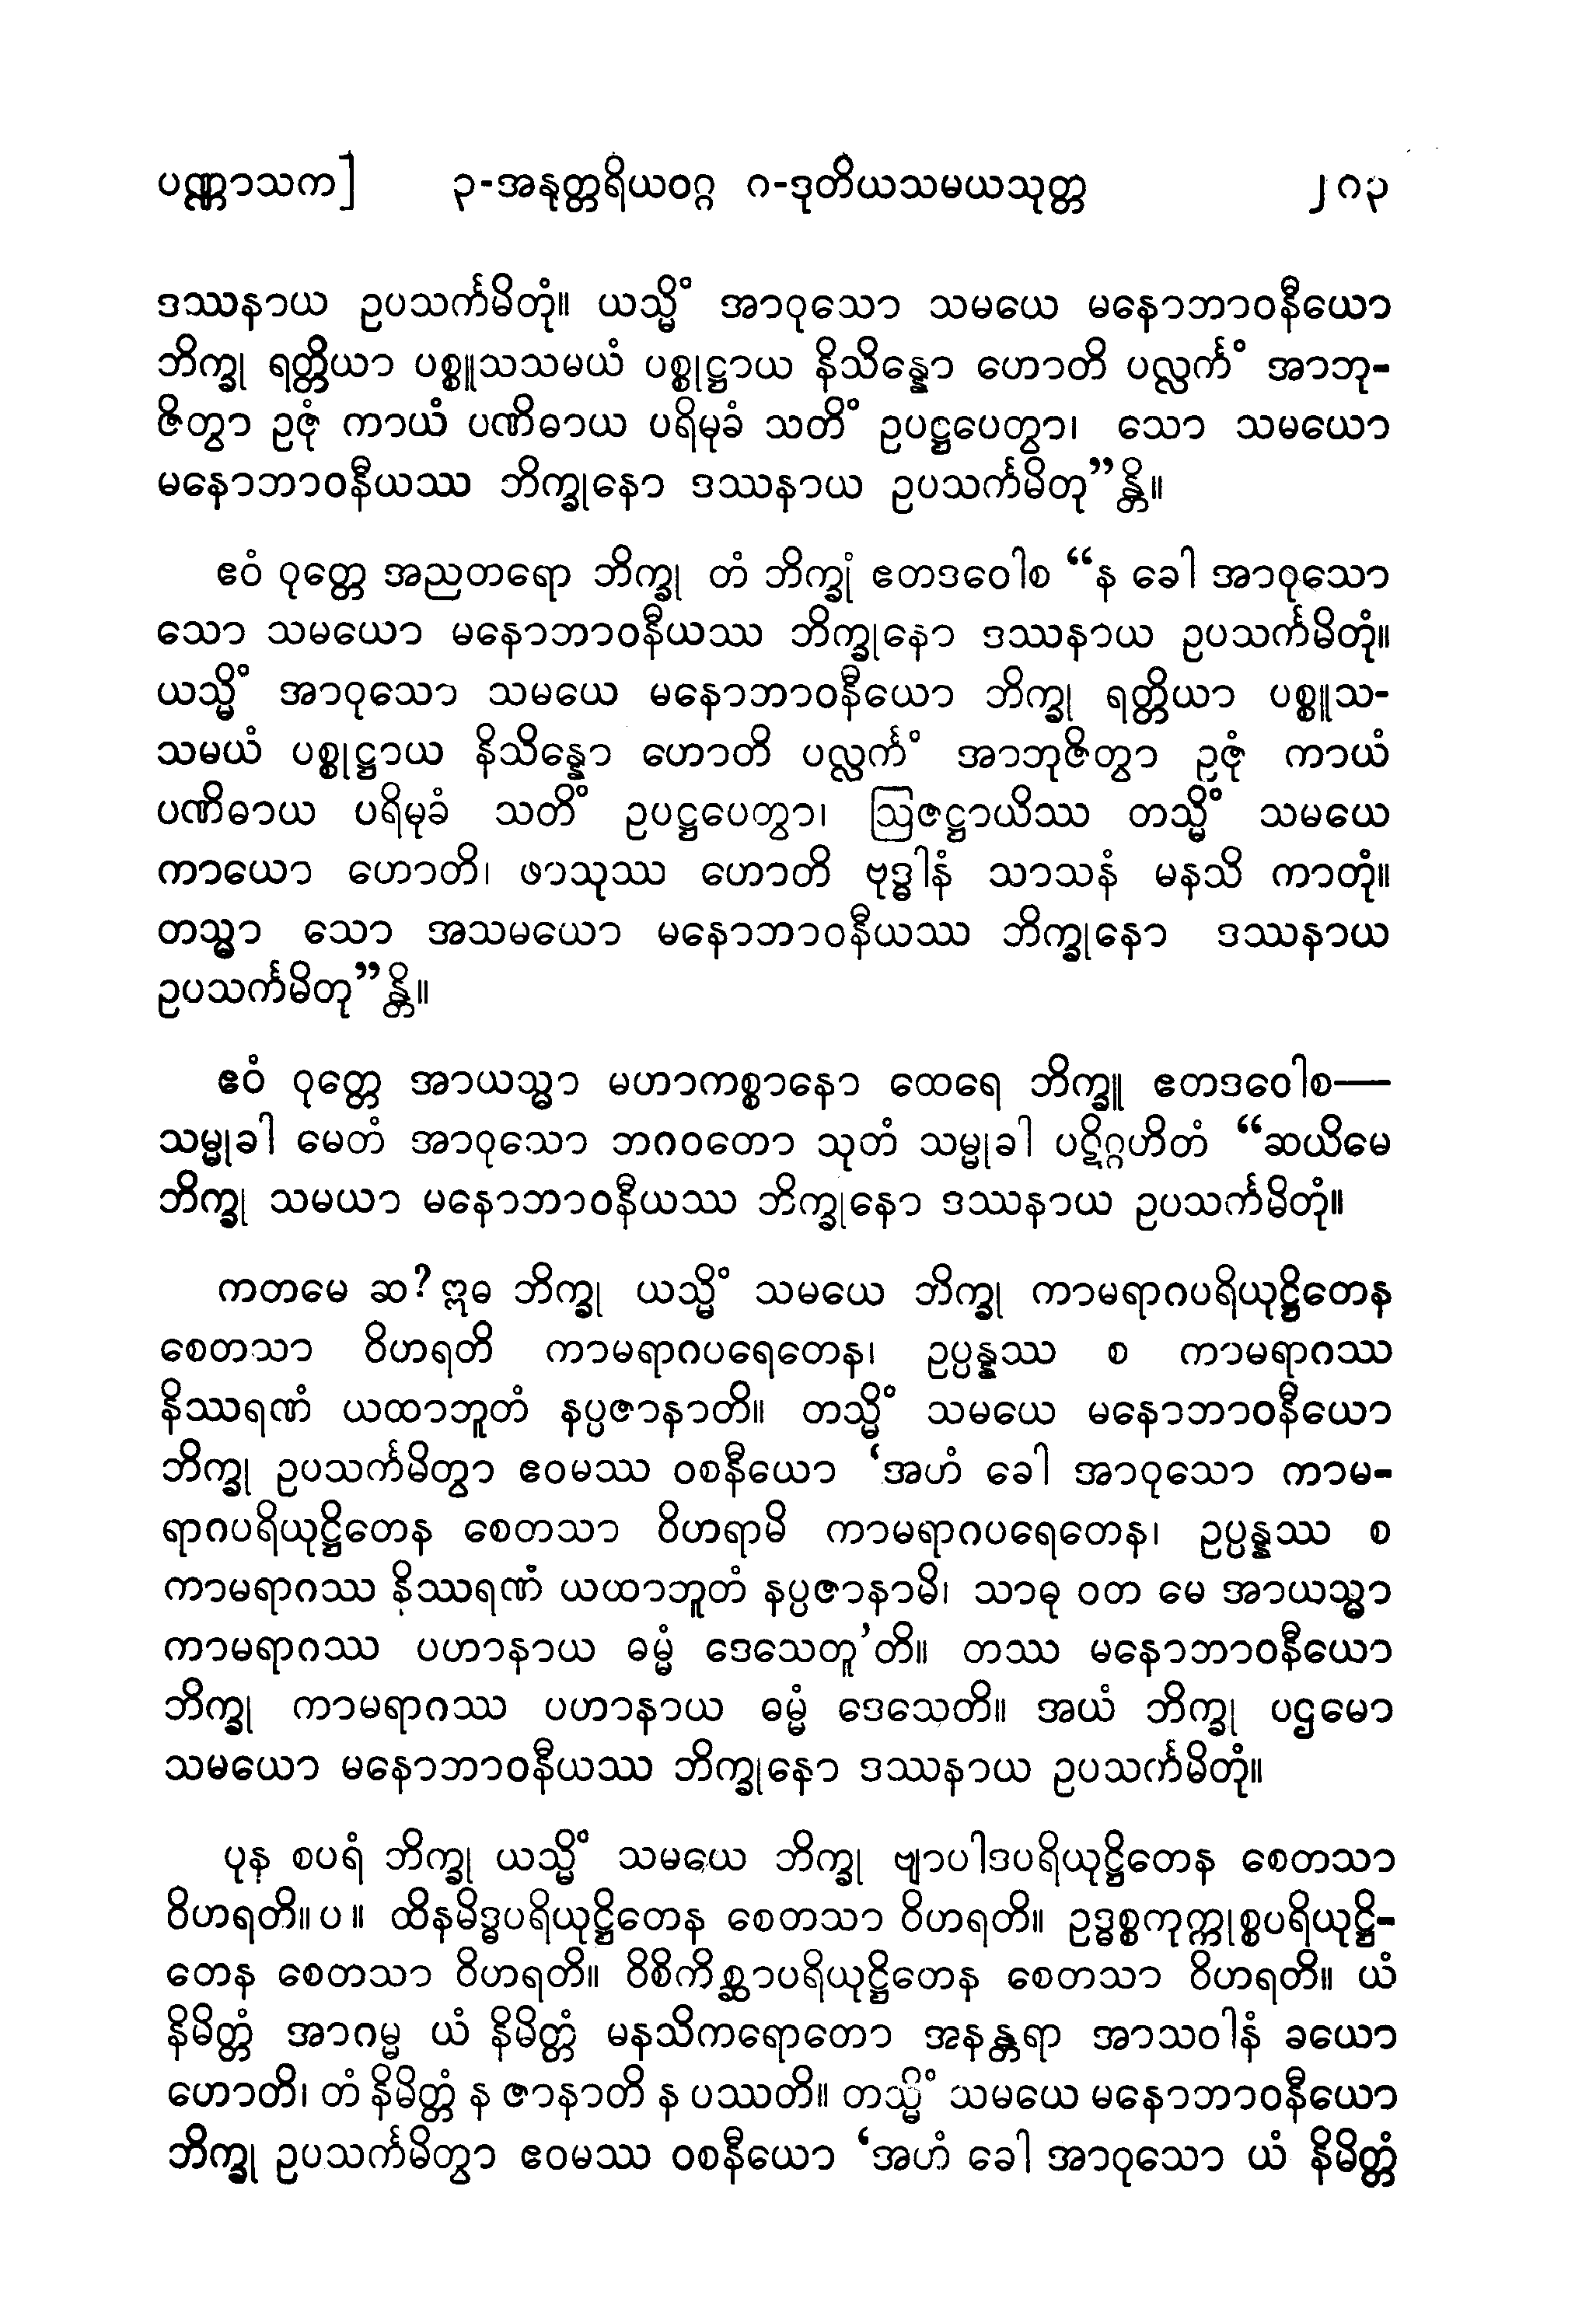 ပဏ္ဏာသက] ၃-အနုတ္တရိယဝဂ္ဂ ဂ-ဒုတိယသမယသုတ္တ ၂၈၃
ဒဿနာယ ဥပသင်္ကမိတုံ။ ယသ္မိံ အာဝုသော သမယေ မနောဘာဝနီယော
ဘိက္ခု ရတ္တိယာ ပစ္စူသသမယံ ပစ္စုဋ္ဌာယ နိသိန္နော ဟောတိ ပလ္လင်္ကံ အာဘု-
ဇိတွာ ဥဇုံ ကာယံ ပဏိဓာယ ပရိမုခံ သတိံ ဥပဋ္ဌပေတွာ၊ သော သမယော
မနောဘာဝနီယဿ ဘိက္ခုနော ဒဿနာယ ဥပသင်္ကမိတု”န္တိ။
ဧဝံ ဝုတ္တေ အညတရော ဘိက္ခု တံ ဘိက္ခုံ ဧတဒဝေါစ “န ခေါ အာဝုသော
သော သမယော မနောဘာဝနီယဿ ဘိက္ခုနော ဒဿနာယ ဥပသင်္ကမိတုံ။
ယသ္မိံ အာဝုသော သမယေ မနောဘာဝနီယော ဘိက္ခု ရတ္တိယာ ပစ္စူသ-
သမယံ ပစ္စုဋ္ဌာယ နိသိန္နော ဟောတိ ပလ္လင်္ကံ အာဘုဇိတွာ ဥဇုံ ကာယံ
ပဏိဓာယ ပရိမုခံ သတိံ ဥပဋ္ဌပေတွာ၊ ဩဇဋ္ဌာယိဿ တသ္မိံ သမယေ
ကာယော ဟောတိ၊ ဖာသုဿ ဟောတိ ဗုဒ္ဓါနံ သာသနံ မနသိ ကာတုံ။
တသ္မာ သော အသမယော မနောဘာဝနီယဿ ဘိက္ခုနော ဒဿနာယ
ဥပသင်္ကမိတု”န္တိ။
ဧဝံ ဝုတ္တေ အာယသ္မာ မဟာကစ္စာနော ထေရေ ဘိက္ခူ ဧတဒဝေါစ—
သမ္မုခါ မေတံ အာဝုသော ဘဂဝတော သုတံ သမ္မုခါ ပဋိဂ္ဂဟိတံ “ဆယိမေ
ဘိက္ခု သမယာ မနောဘာဝနီယဿ ဘိက္ခုနော ဒဿနာယ ဥပသင်္ကမိတုံ။
ကတမေ ဆ? ဣဓ ဘိက္ခု ယသ္မိံ သမယေ ဘိက္ခု ကာမရာဂပရိယုဋ္ဌိတေန
စေတသာ ဝိဟရတိ ကာမရာဂပရေတေန၊ ဥပ္ပန္နဿ စ ကာမရာဂဿ
နိဿရဏံ ယထာဘူတံ နပ္ပဇာနာတိ။ တသ္မိံ သမယေ မနောဘာဝနီယော
ဘိက္ခု ဥပသင်္ကမိတွာ ဧဝမဿ ဝစနီယော ‘အဟံ ခေါ အာဝုသော ကာမ-
ရာဂပရိယုဋ္ဌိတေန စေတသာ ဝိဟရာမိ ကာမရာဂပရေတေန၊ ဥပ္ပန္နဿ စ
ကာမရာဂဿ နိဿရဏံ ယထာဘူတံ နပ္ပဇာနာမိ၊ သာဓု ဝတ မေ အာယသ္မာ
ကာမရာဂဿ ပဟာနာယ ဓမ္မံ ဒေသေတူ’တိ။ တဿ မနောဘာဝနီယော
ဘိက္ခု ကာမရာဂဿ ပဟာနာယ ဓမ္မံ ဒေသေတိ။ အယံ ဘိက္ခု ပဌမော
သမယော မနောဘာဝနီယဿ ဘိက္ခုနော ဒဿနာယ ဥပသင်္ကမိတုံ။
ပုန စပရံ ဘိက္ခု ယသ္မိံ သမယေ ဘိက္ခု ဗျာပါဒပရိယုဋ္ဌိတေန စေတသာ
ဝိဟရတိ။ပ။ ထိနမိဒ္ဓပရိယုဋ္ဌိတေန စေတသာ ဝိဟရတိ။ ဥဒ္ဓစ္စကုက္ကုစ္စပရိယုဋ္ဌိ-
တေန စေတသာ ဝိဟရတိ။ ဝိစိကိစ္ဆာပရိယုဋ္ဌိတေန စေတသာ ဝိဟရတိ။ ယံ
နိမိတ္တံ အာဂမ္မ ယံ နိမိတ္တံ မနသိကရောတော အနန္တရာ အာသဝါနံ ခယော
ဟောတိ၊ တံ နိမိတ္တံ န ဇာနာတိ န ပဿတိ။ တသ္မိံ သမယေ မနောဘာဝနီယော
ဘိက္ခု ဥပသင်္ကမိတွာ ဧဝမဿ ဝစနီယော ‘အဟံ ခေါ အာဝုသော ယံ နိမိတ္တံ